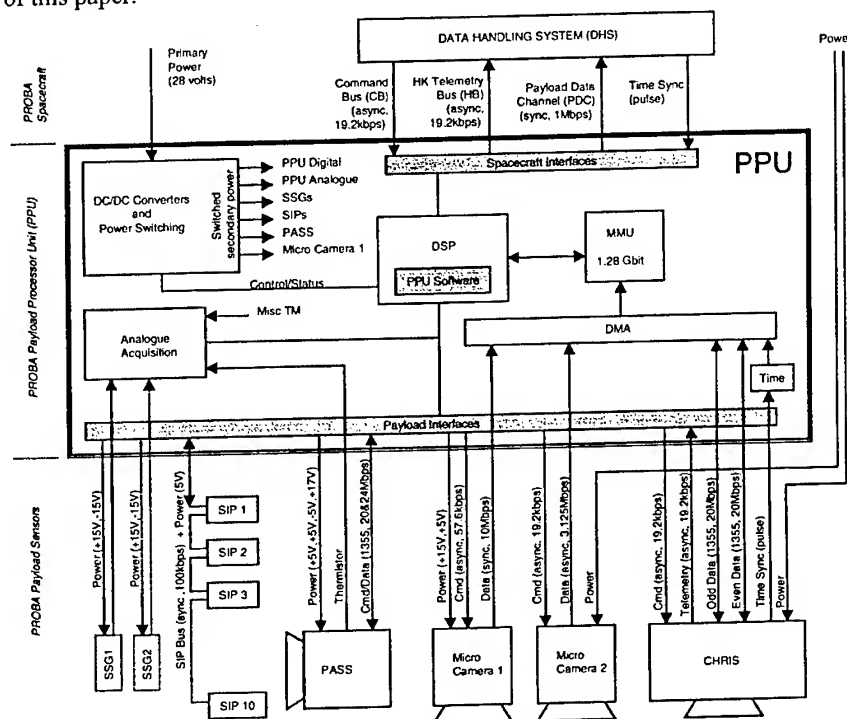 of this paper.
DATA HANDLING SYSTEM (DHS)
Primary
Power
(28 volts)
Command
Bus (CB)
(async,
19.2kbps)
HK Telemetry
Bus (HB)
(async,
19.2kbps)
Payload Data
Channel (PDC)
(sync, 1Mbps)
Time Sync
(pulse)
PROBA
Spacecraft
Spacecraft Interfaces
PPU
DC/DC Converters
and
Power Switching
Switched
secondary power
PPU Digital
PPU Analogue
SSGs
SIPs
PASS
Micro Camera 1
DSP
PPU Software
MMU
1.28 Gbit
Control/Status
Misc TM
Analogue
Acquisition
DMA
Time
PROBA Payload Processor Unit (PPU)
Payload Interfaces
PROBA Payload Sensors
Power (+15V,-15V)
Power (+15V,-15V)
SIP Bus (sync, 100kbps) + Power (5V)
SIP 1
SIP 2
SIP 3
SIP 10
Power (+5V,+5V,-5V,+17V)
Thermistor
Cmd/Data (1355, 20&24Mbps)
Power (+15V,+5V)
Cmd (async, 57.6kbps)
Data (sync, 10Mbps)
Cmd (async, 19.2kbps)
Data (async, 3.125Mbps)
Power
Cmd (async, 19.2kbps)
Telemetry (async, 19.2kbps)
Odd Data (1355, 20Mbps)
Even Data (1355, 20Mbps)
Time Sync (pulse)
Power
SSG1
SSG2
PASS
Micro
Camera 1
Micro
Camera 2
CHRIS